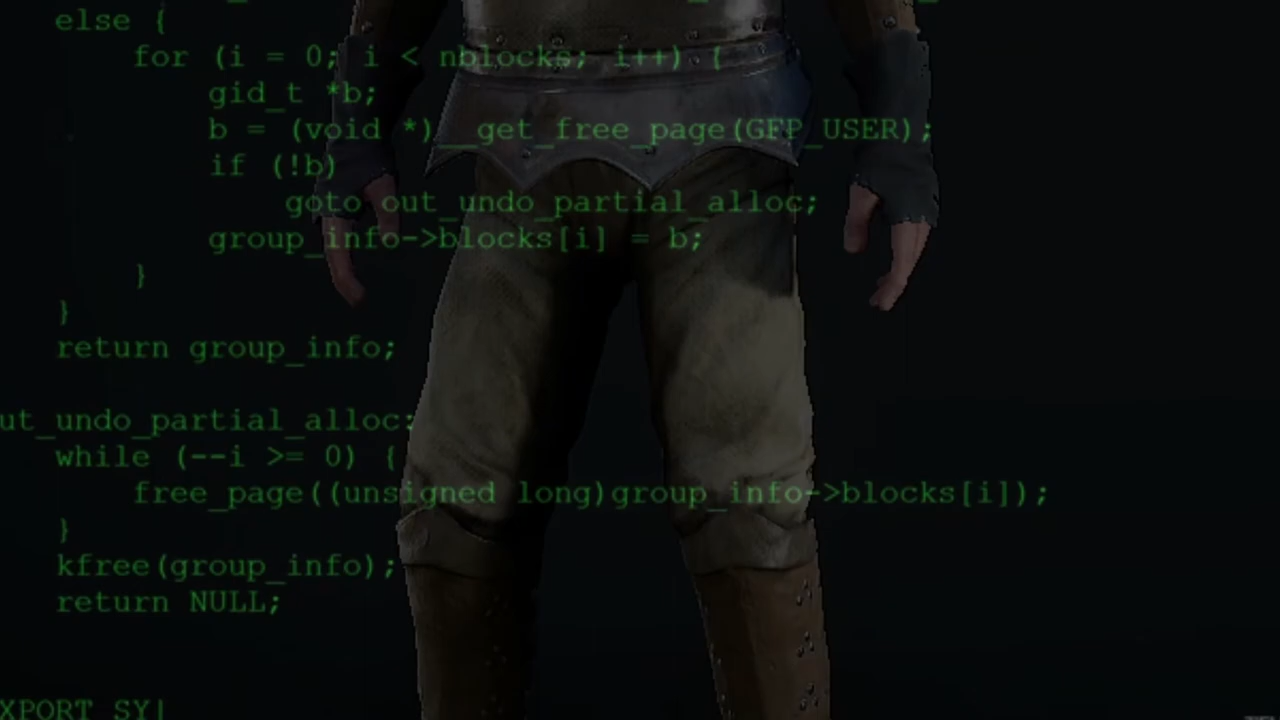 else {
for (i = 0; i < nblocks; i++) {
gid_t *b;
b = (void *)__get_free_page(GFP_USER);
if (!b)
goto out_undo_partial_alloc;
group_info->blocks[i] = b;
}
}
return group_info;
ut_undo_partial_alloc:
while (--i >= 0) {
free_page((unsigned long)group_info->blocks[i]);
}
kfree(group_info);
return NULL;
XPORT_SY